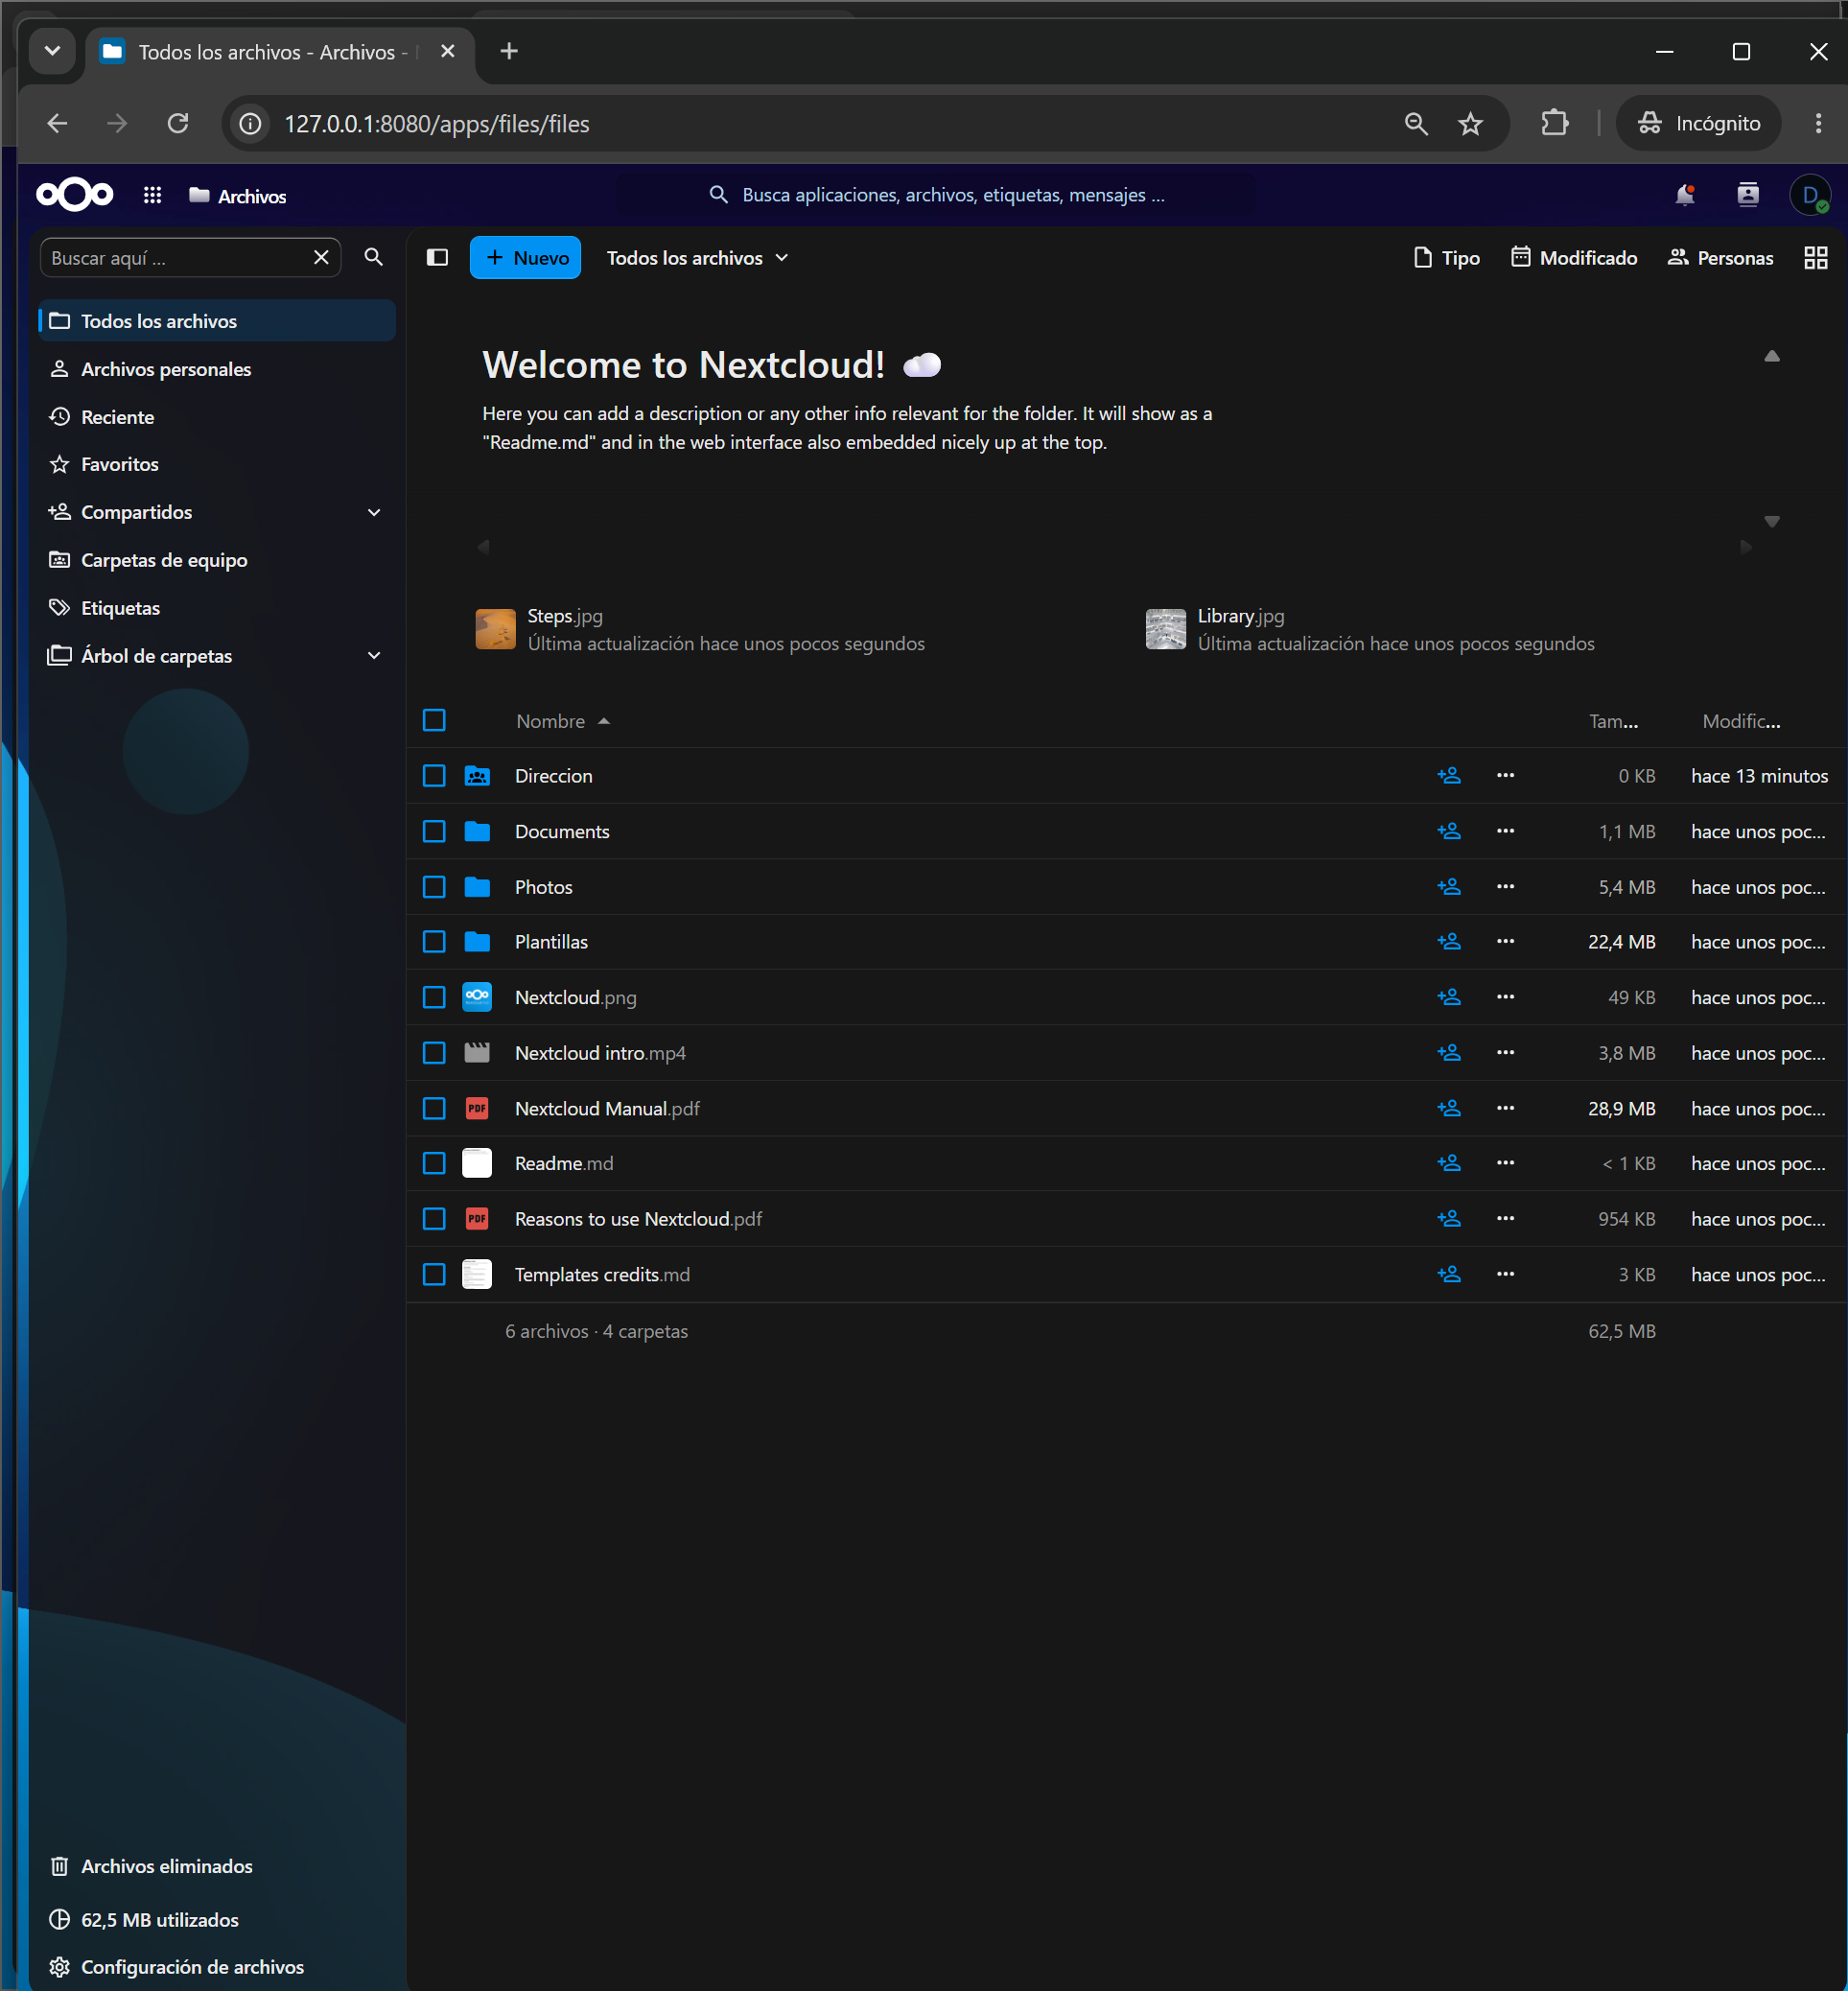 Todos los archivos - Archivos -
127.0.0.1:8080/apps/files/files
Incógnito
Archivos
Busca aplicaciones, archivos, etiquetas, mensajes ...
D
Buscar aquí ...
Nuevo
Todos los archivos
Tipo
Modificado
Personas
Todos los archivos
Archivos personales
Reciente
Favoritos
Compartidos
Carpetas de equipo
Etiquetas
Árbol de carpetas
Welcome to Nextcloud!
Here you can add a description or any other info relevant for the folder. It will show as a
"Readme.md" and in the web interface also embedded nicely up at the top.
Steps.jpg
Última actualización hace unos pocos segundos
Library.jpg
Última actualización hace unos pocos segundos
Nombre Tam... Modific...
Direccion 0 KB hace 13 minutos
Documents 1,1 MB hace unos poc...
Photos 5,4 MB hace unos poc...
Plantillas 22,4 MB hace unos poc...
Nextcloud.png 49 KB hace unos poc...
Nextcloud intro.mp4 3,8 MB hace unos poc...
PDF Nextcloud Manual.pdf 28,9 MB hace unos poc...
Readme.md < 1 KB hace unos poc...
PDF Reasons to use Nextcloud.pdf 954 KB hace unos poc...
Templates credits.md 3 KB hace unos poc...
6 archivos · 4 carpetas 62,5 MB
Archivos eliminados
62,5 MB utilizados
Configuración de archivos